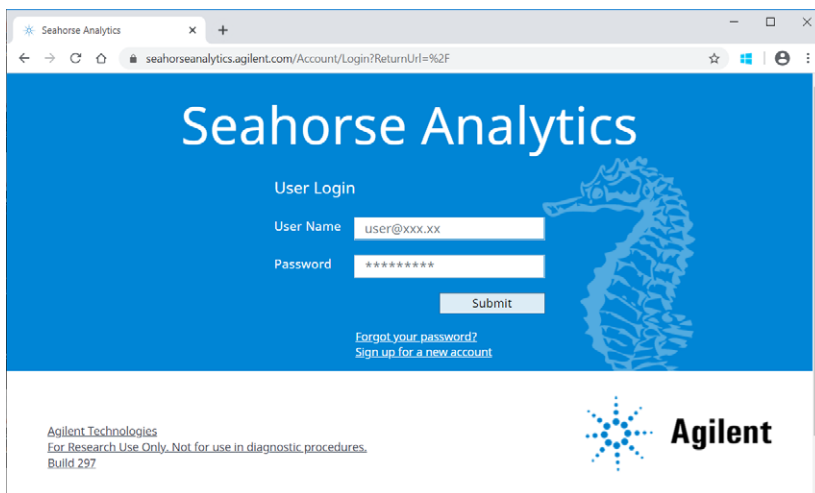 Seahorse Analytics
seahorseanalytics.agilent.com/Account/Login?ReturnUrl=%2F
Seahorse Analytics
User Login
User Name user@xxx.xx
Password *********
Submit
Forgot your password?
Sign up for a new account
Agilent Technologies
For Research Use Only. Not for use in diagnostic procedures.
Build 297
Agilent